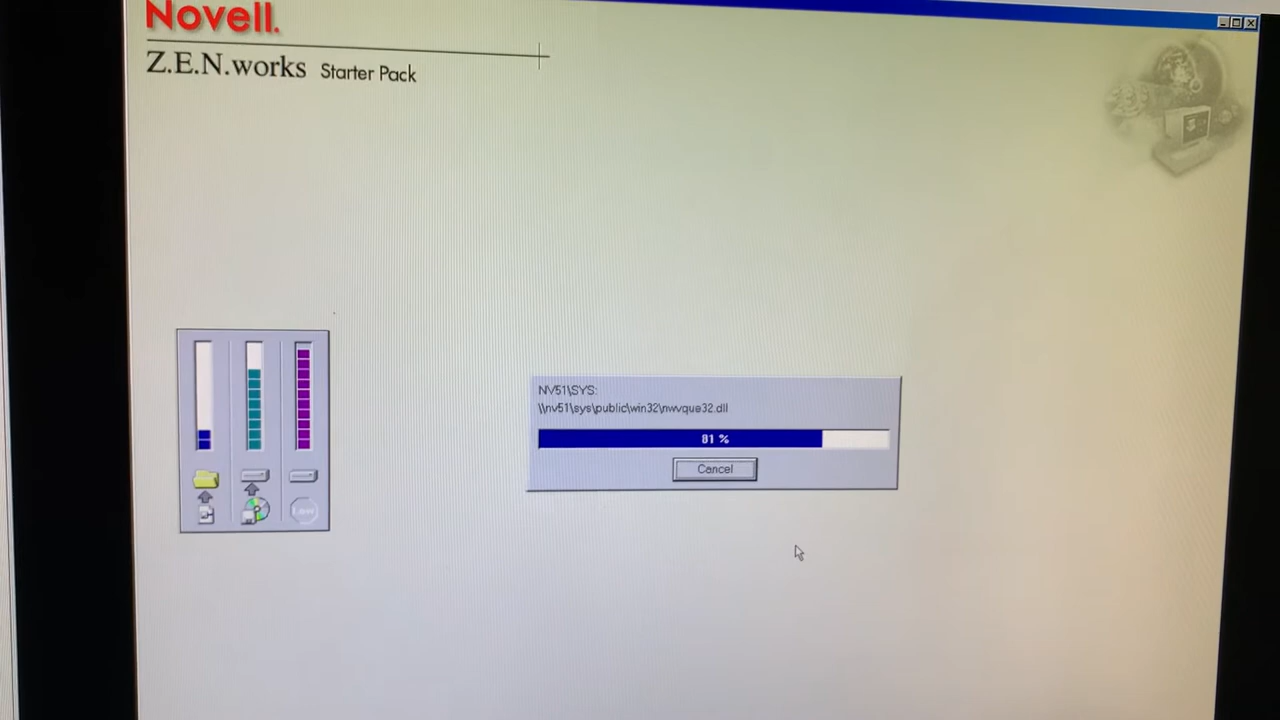 Novell.
Z.E.N.works Starter Pack
NV51\SYS:
\\nv51\sys\public\win32\nwvque32.dll
81 %
Cancel